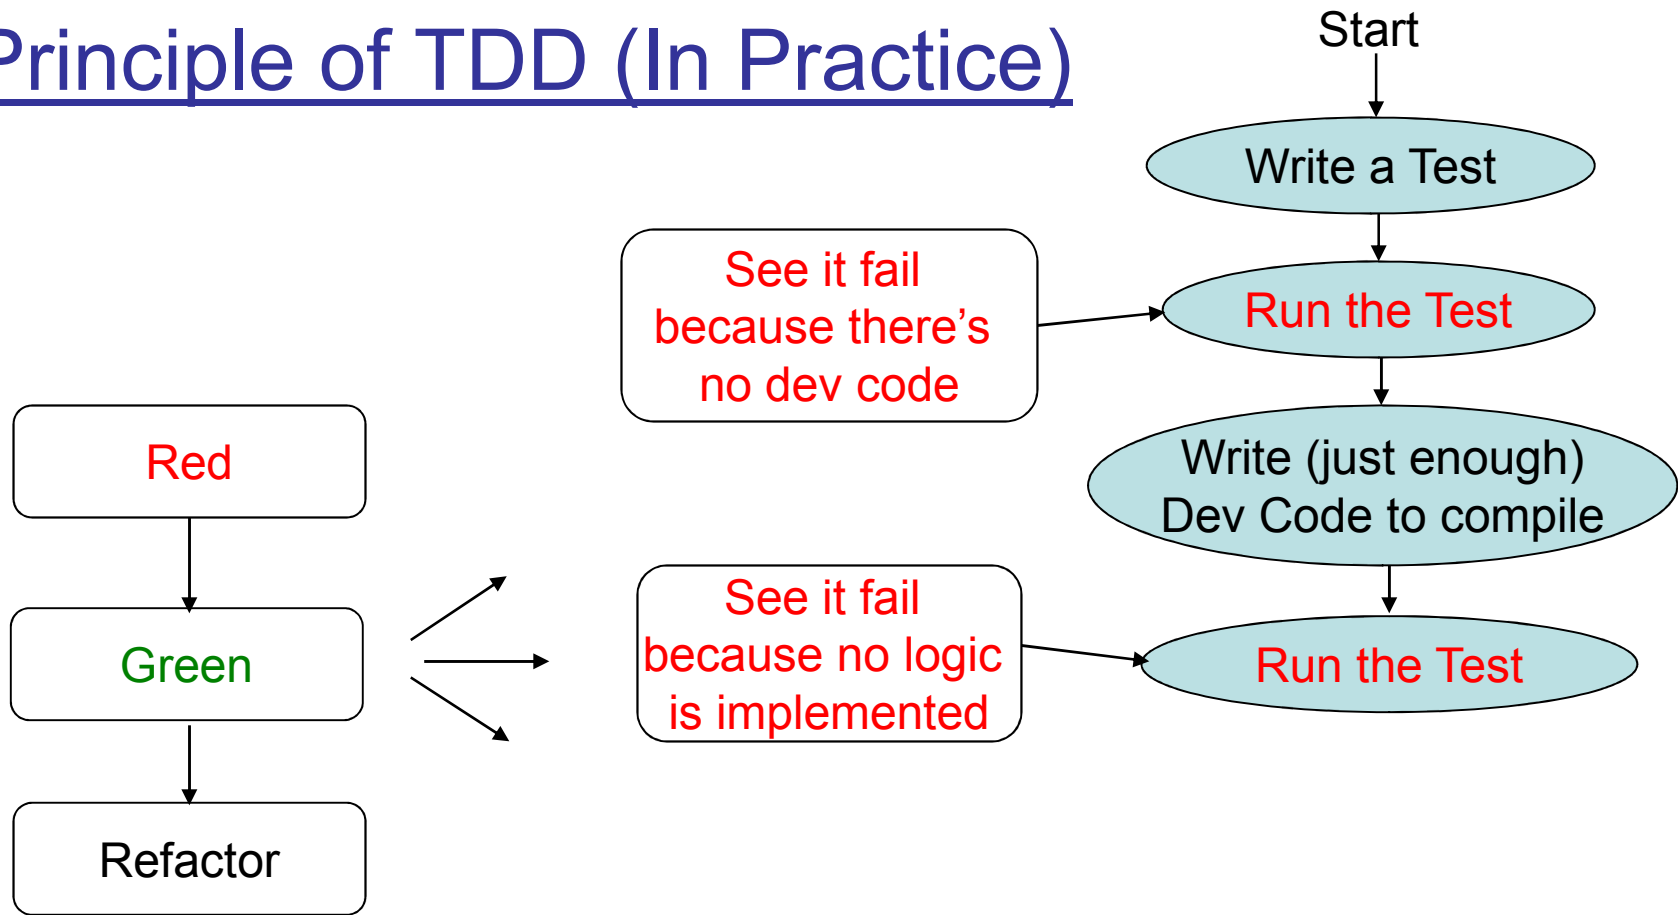 Principle of TDD (In Practice)
Start
Write a Test
See it fail
because there’s
no dev code
Run the Test
Write (just enough)
Dev Code to compile
Red
See it fail
because no logic
is implemented
Run the Test
Green
Refactor